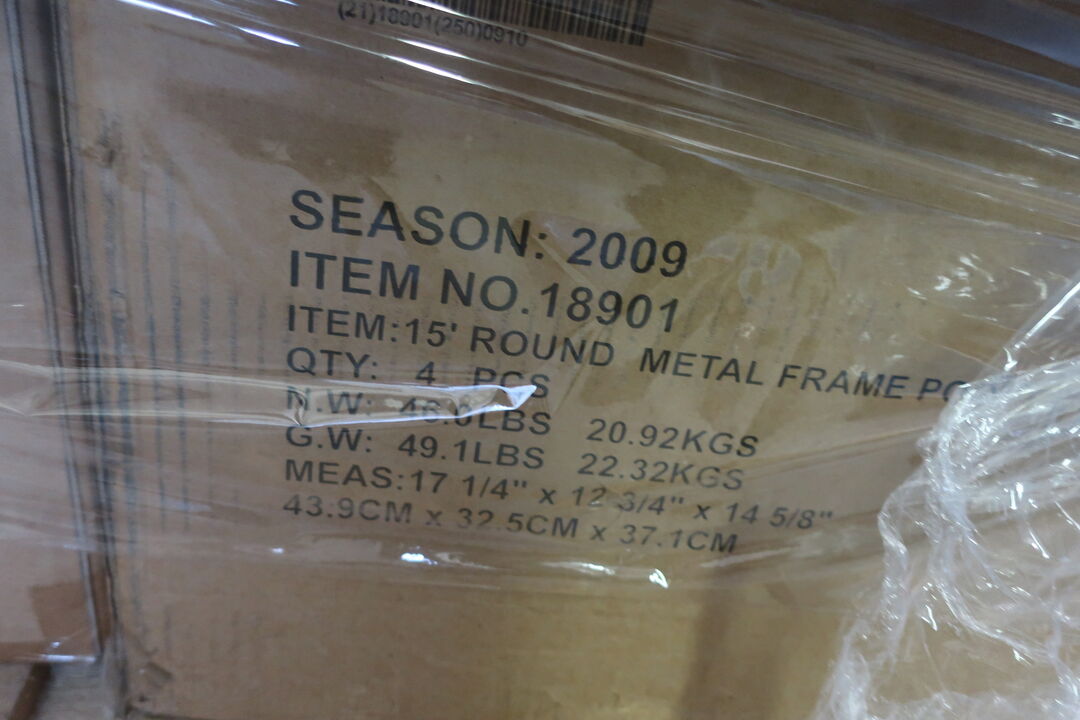 (21)18901(250)0910
SEASON: 2009
ITEM NO.18901
ITEM:15' ROUND METAL FRAME
QTY: 4 PCS
N.W: 46.0LBS 20.92KGS
G.W: 49.1LBS 22.32KGS
MEAS:17 1/4" x 12 3/4" x 14 5/8"
43.9CM x 32.5CM x 37.1CM